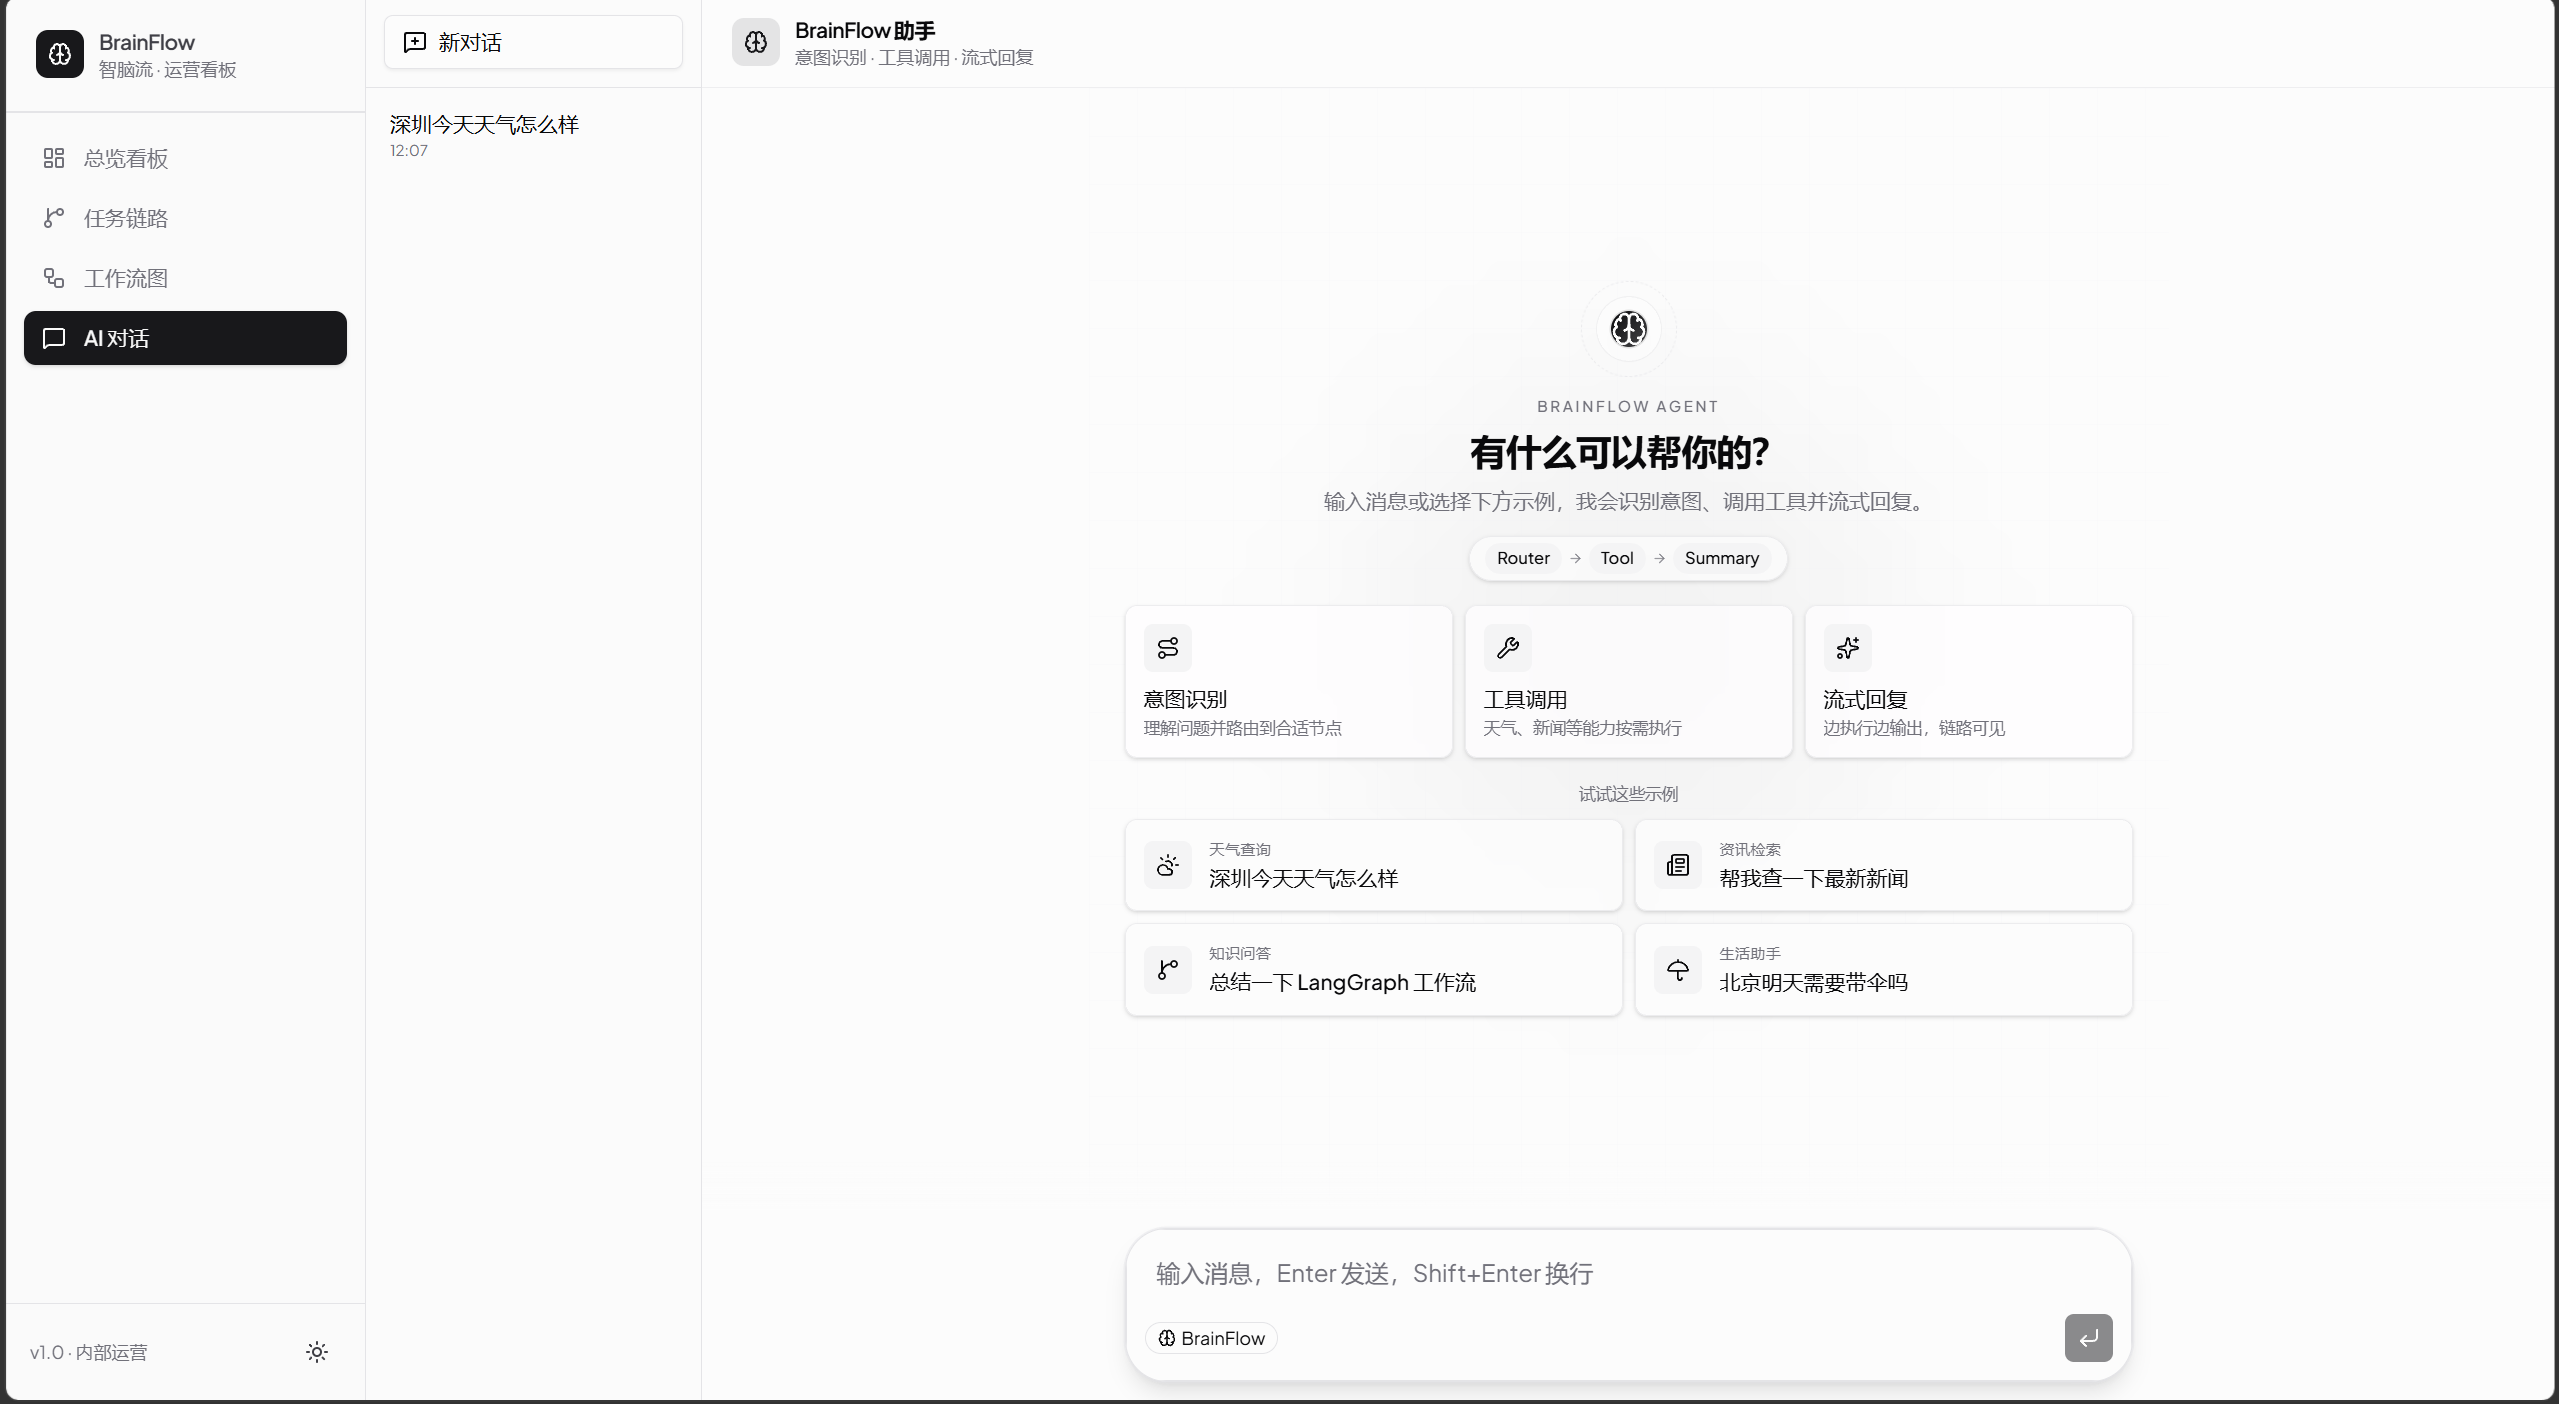 BrainFlow
智脑流 · 运营看板
总览看板
任务链路
工作流图
AI 对话
v1.0 · 内部运营
新对话
深圳今天天气怎么样
12:07
BrainFlow 助手
意图识别 · 工具调用 · 流式回复
BRAINFLOW AGENT
有什么可以帮你的？
输入消息或选择下方示例，我会识别意图、调用工具并流式回复。
Router → Tool → Summary
意图识别
理解问题并路由到合适节点
工具调用
天气、新闻等能力按需执行
流式回复
边执行边输出，链路可见
试试这些示例
天气查询
深圳今天天气怎么样
资讯检索
帮我查一下最新新闻
知识问答
总结一下 LangGraph 工作流
生活助手
北京明天需要带伞吗
输入消息，Enter 发送，Shift+Enter 换行
BrainFlow